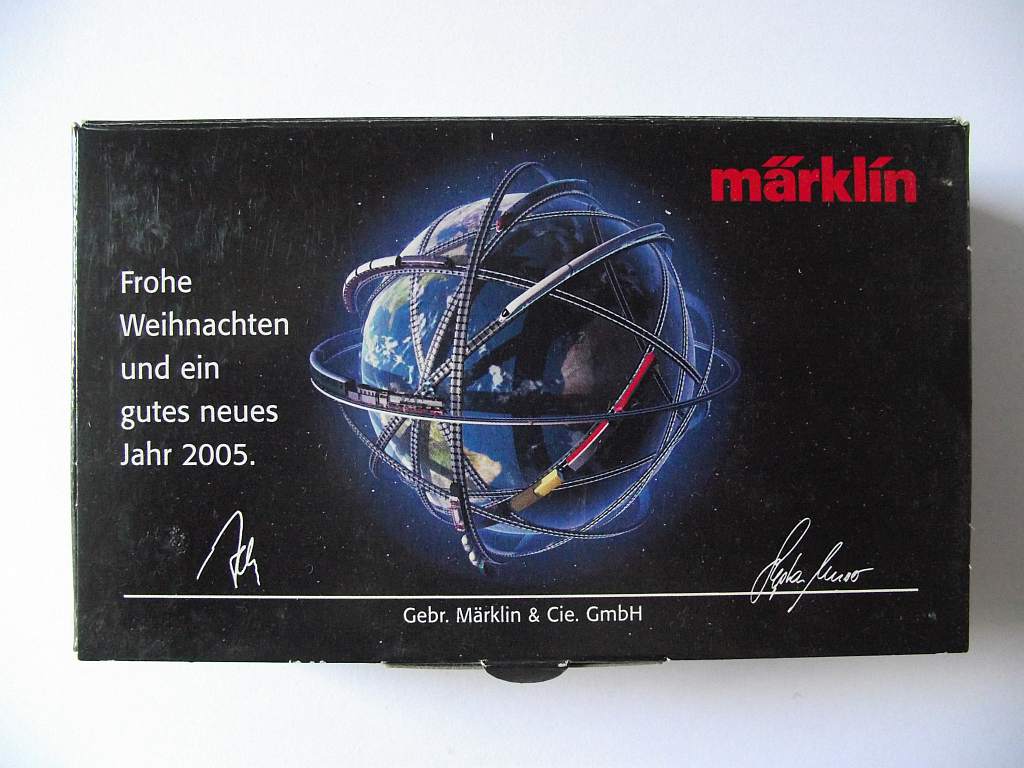 märklin
Frohe
Weihnachten
und ein
gutes neues
Jahr 2005.
Gebr. Märklin & Cie. GmbH